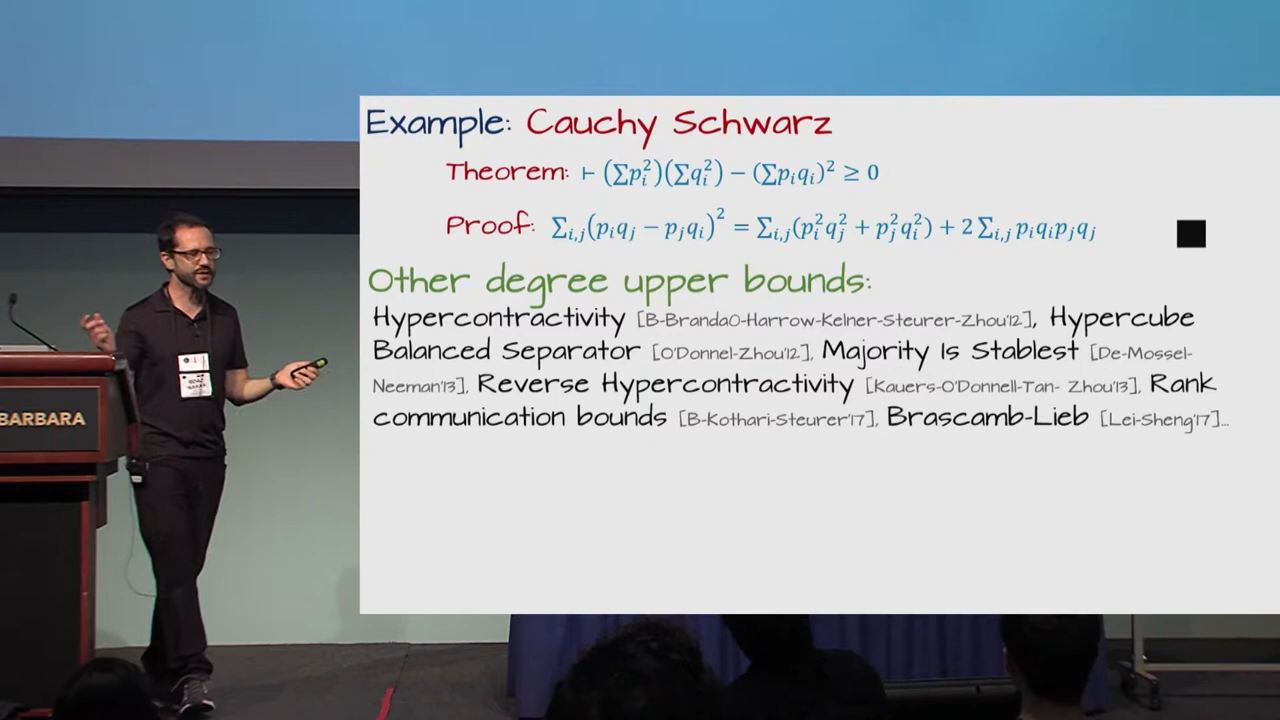 Example: Cauchy Schwarz
Theorem: ⊢ (∑p_i^2)(∑q_i^2) − (∑p_iq_i)^2 ≥ 0
Proof: ∑_{i,j}(p_iq_j − p_jq_i)^2 = ∑_{i,j}(p_i^2q_j^2 + p_j^2q_i^2) + 2∑_{i,j} p_iq_ip_jq_j
Other degree upper bounds:
Hypercontractivity [B-BrandaO-Harrow-Kelner-Steurer-Zhou'12], Hypercube
Balanced Separator [O'Donnel-Zhou'12], Majority Is Stablest [De-Mossel-
Neeman'13], Reverse Hypercontractivity [Kauers-O'Donnell-Tan- Zhou'13], Rank
communication bounds [B-Kothari-Steurer'17], Brascamb-Lieb [Lei-Sheng'17]...
BARBARA